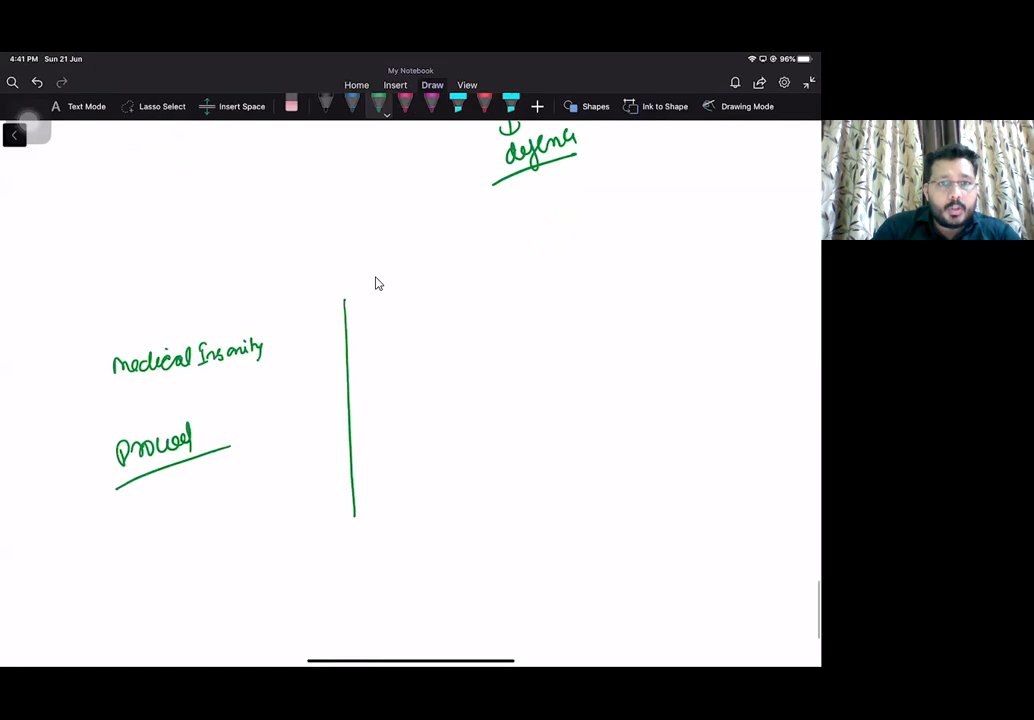 4:41 PM Sun 21 Jun 96%
My Notebook
Home Insert Draw View
Text Mode Lasso Select Insert Space Shapes Ink to Shape Drawing Mode
Medical Insanity
Proved